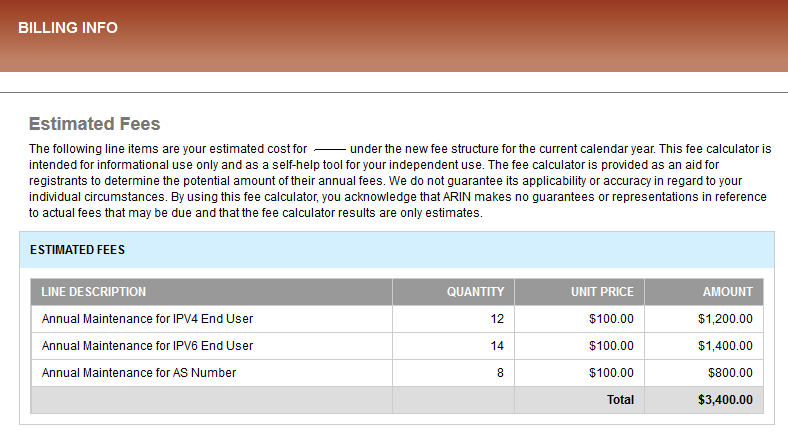 BILLING INFO
Estimated Fees
The following line items are your estimated cost for under the new fee structure for the current calendar year. This fee calculator is
intended for informational use only and as a self-help tool for your independent use. The fee calculator is provided as an aid for
registrants to determine the potential amount of their annual fees. We do not guarantee its applicability or accuracy in regard to your
individual circumstances. By using this fee calculator, you acknowledge that ARIN makes no guarantees or representations in reference
to actual fees that may be due and that the fee calculator results are only estimates.
ESTIMATED FEES
LINE DESCRIPTION QUANTITY UNIT PRICE AMOUNT
Annual Maintenance for IPV4 End User 12 $100.00 $1,200.00
Annual Maintenance for IPV6 End User 14 $100.00 $1,400.00
Annual Maintenance for AS Number 8 $100.00 $800.00
Total $3,400.00